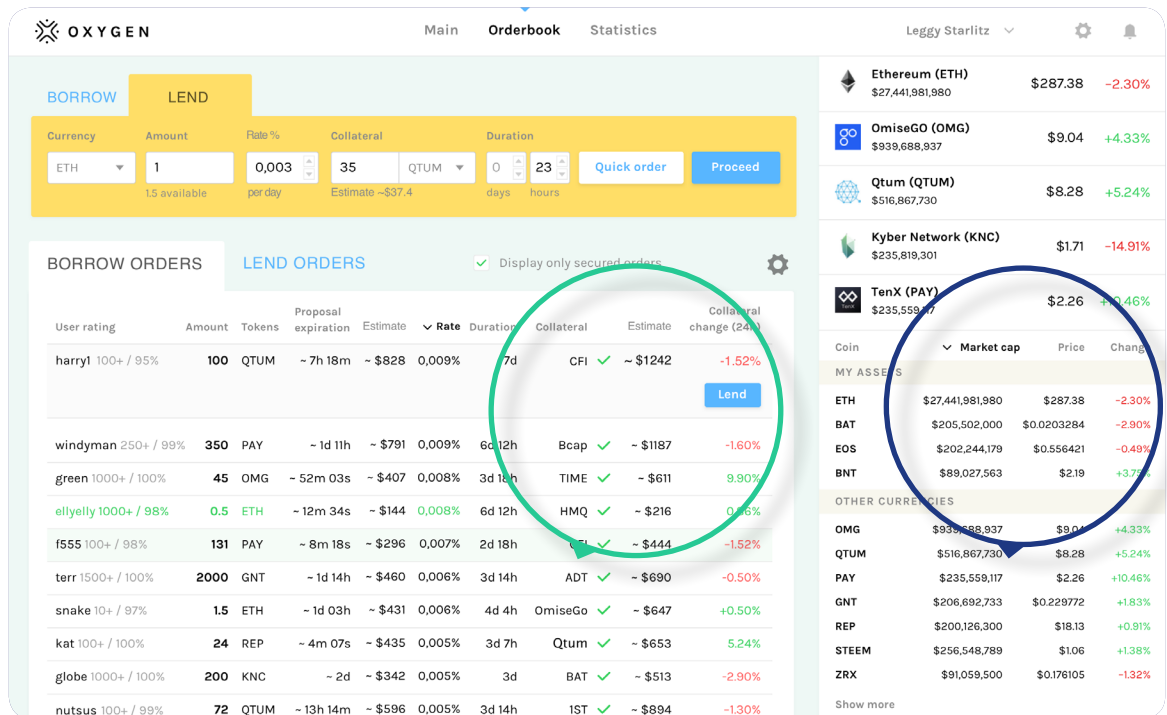 OXYGEN
Main Orderbook Statistics Leggy Starlitz
BORROW LEND
Currency Amount Rate % Collateral Duration
ETH 1 0,003 35 QTUM 0 23 Quick order Proceed
1.5 available per day Estimate ~$37.4 days hours
BORROW ORDERS LEND ORDERS Display only secured orders
User rating Amount Tokens Proposal expiration Estimate Rate Duration Collateral Estimate Collateral change (24h)
harry1 100+ / 95% 100 QTUM ~ 7h 18m ~ $828 0,009% 7d CFI ~ $1242 -1.52%
Lend
windyman 250+ / 99% 350 PAY ~ 1d 11h ~ $791 0,009% 6d 12h Bcap ~ $1187 -1.60%
green 1000+ / 100% 45 OMG ~ 52m 03s ~ $407 0,008% 3d 18h TIME ~ $611 9.90%
ellyelly 1000+ / 98% 0.5 ETH ~ 12m 34s ~ $144 0,008% 6d 12h HMQ ~ $216
f555 100+ / 98% 131 PAY ~ 8m 18s ~ $296 0,007% 2d 18h CFI ~ $444 -1.52%
terr 1500+ / 100% 2000 GNT ~ 1d 14h ~ $460 0,006% 3d 14h ADT ~ $690 -0.50%
snake 10+ / 97% 1.5 ETH ~ 1d 03h ~ $431 0,006% 4d 4h OmiseGo ~ $647 +0.50%
kat 100+ / 100% 24 REP ~ 4m 07s ~ $435 0,005% 3d 7h Qtum ~ $653 5.24%
globe 1000+ / 100% 200 KNC ~ 2d ~ $342 0,005% 3d BAT ~ $513 -2.90%
nutsus 100+ / 99% 72 QTUM ~ 13h 14m ~ $596 0,005% 3d 14h 1ST ~ $894 -1.30%
Ethereum (ETH) $287.38 -2.30%
$27,441,981,980
OmiseGO (OMG) $9.04 +4.33%
$939,688,937
Qtum (QTUM) $8.28 +5.24%
$516,867,730
Kyber Network (KNC) $1.71 -14.91%
$235,819,301
TenX (PAY) $2.26 +10.46%
$235,559,117
Coin Market cap Price Change
MY ASSETS
ETH $27,441,981,980 $287.38 -2.30%
BAT $205,502,000 $0.0203284 -2.90%
EOS $202,244,179 $0.556421 -0.49%
BNT $89,027,563 $2.19 +3.75%
OTHER CURRENCIES
OMG $939,688,937 $9.04 +4.33%
QTUM $516,867,730 $8.28 +5.24%
PAY $235,559,117 $2.26 +10.46%
GNT $206,692,733 $0.229772 +1.83%
REP $200,126,300 $18.13 +0.91%
STEEM $256,548,789 $1.06 +1.38%
ZRX $91,059,500 $0.176105 -1.32%
Show more